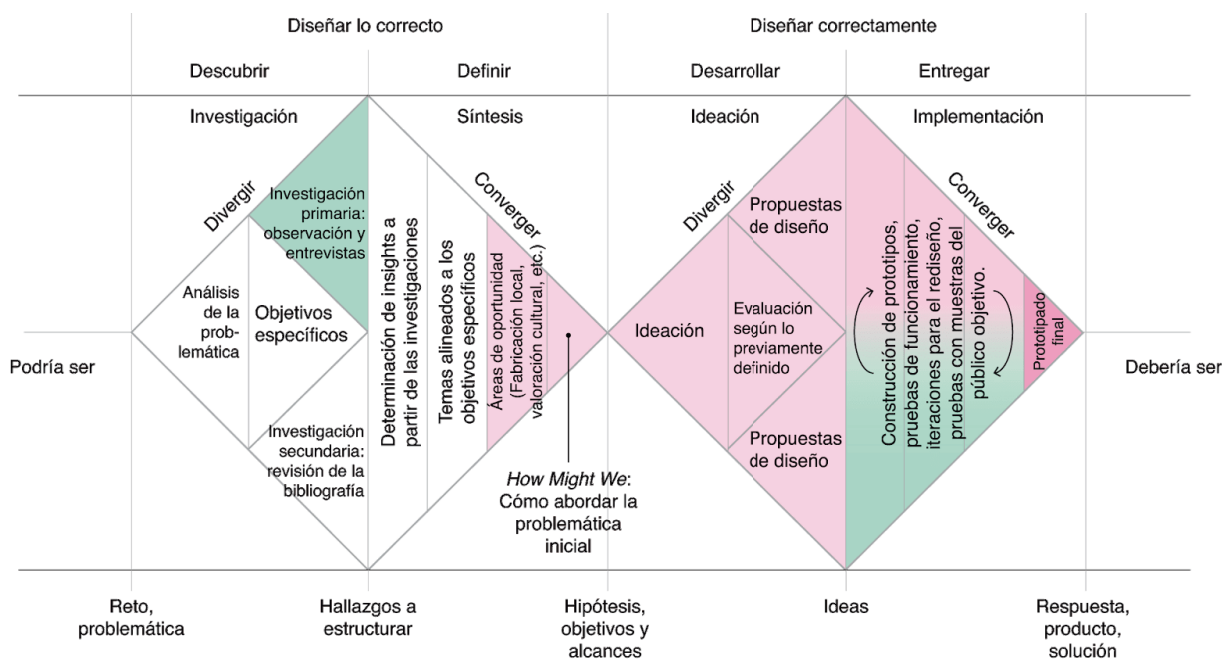 Diseñar lo correcto
Diseñar correctamente
Descubrir
Definir
Desarrollar
Entregar
Investigación
Síntesis
Ideación
Implementación
Divergir
Converger
Divergir
Converger
Investigación
primaria:
observación y
entrevistas
Análisis
de la
prob-
lemática
Objetivos
específicos
Investigación
secundaria:
revisión de la
bibliografía
Determinación de insights a
partir de las investigaciones
Temas alineados a los
objetivos específicos
Áreas de oportunidad
(Fabricación local,
valoración cultural, etc.)
How Might We:
Cómo abordar la
problemática
inicial
Ideación
Propuestas
de diseño
Evaluación
según lo
previamente
definido
Propuestas
de diseño
Construcción de prototipos,
pruebas de funcionamiento,
iteraciones para el rediseño,
pruebas con muestras del
público objetivo.
Prototipado
final
Podría ser
Debería ser
Reto,
problemática
Hallazgos a
estructurar
Hipótesis,
objetivos y
alcances
Ideas
Respuesta,
producto,
solución